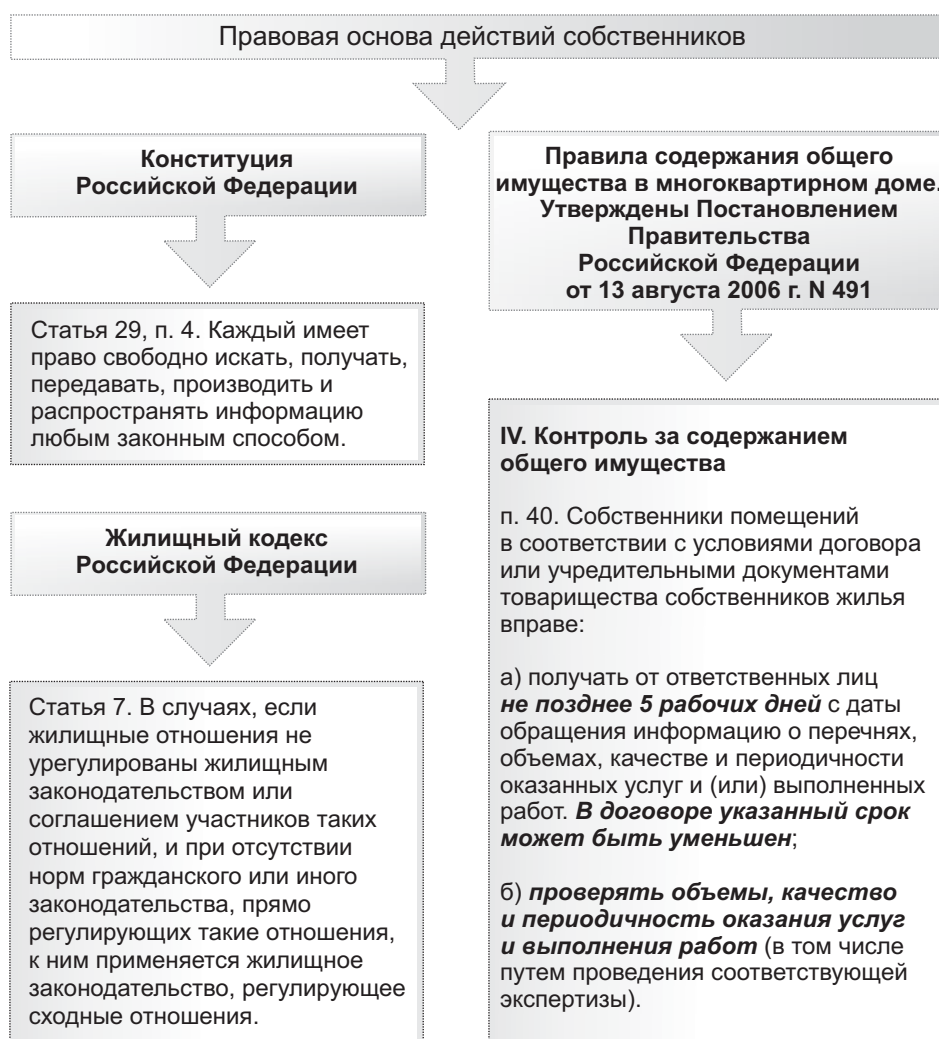 Правовая основа действий собственников
Конституция
Российской Федерации
Статья 29, п. 4. Каждый имеет
право свободно искать, получать,
передавать, производить и
распространять информацию
любым законным способом.
Жилищный кодекс
Российской Федерации
Статья 7. В случаях, если
жилищные отношения не
урегулированы жилищным
законодательством или
соглашением участников таких
отношений, и при отсутствии
норм гражданского или иного
законодательства, прямо
регулирующих такие отношения,
к ним применяется жилищное
законодательство, регулирующее
сходные отношения.
Правила содержания общего
имущества в многоквартирном доме.
Утверждены Постановлением
Правительства
Российской Федерации
от 13 августа 2006 г. N 491
IV. Контроль за содержанием
общего имущества
п. 40. Собственники помещений
в соответствии с условиями договора
или учредительными документами
товарищества собственников жилья
вправе:
а) получать от ответственных лиц
не позднее 5 рабочих дней с даты
обращения информацию о перечнях,
объемах, качестве и периодичности
оказанных услуг и (или) выполненных
работ. В договоре указанный срок
может быть уменьшен;
б) проверять объемы, качество
и периодичность оказания услуг
и выполнения работ (в том числе
путем проведения соответствующей
экспертизы).